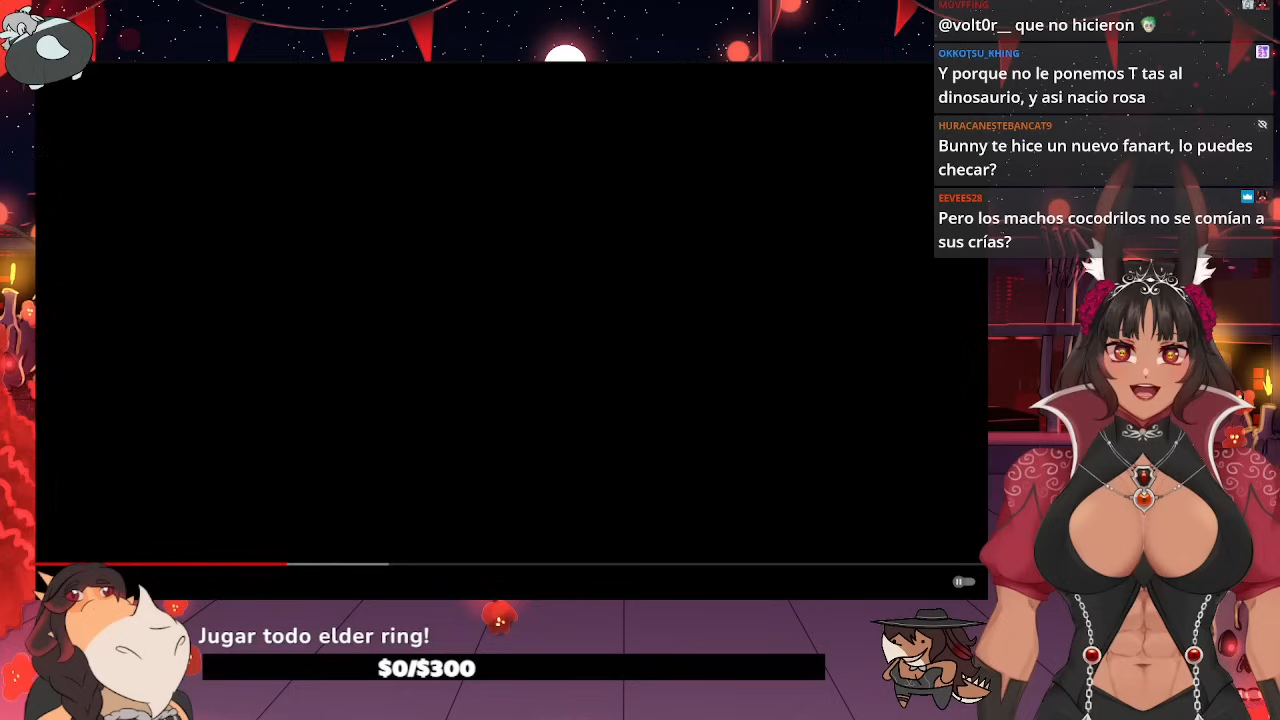 MOVFFING
@volt0r__ que no hicieron
OKKOTSU_KHING
Y porque no le ponemos T tas al
dinosaurio, y asi nacio rosa
HURACANESTEBANCAT9
Bunny te hice un nuevo fanart, lo puedes
checar?
EEVEES28
Pero los machos cocodrilos no se comían a
sus crías?
Jugar todo elder ring!
$0/$300